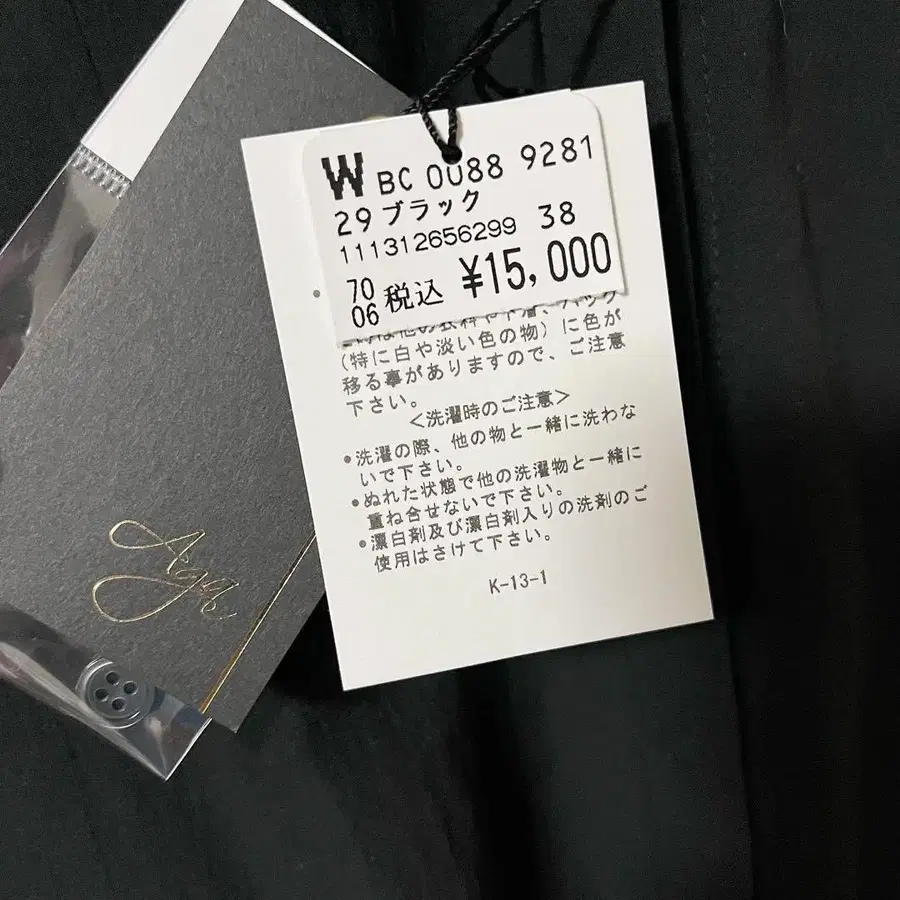 W BC 0088 9281
29 ブラック
111312656299 38
70
06 税込 ¥15,000
(特に白や淡い色の物)に色が
移る事がありますので、ご注意
下さい。
<洗濯時のご注意>
•洗濯の際、他の物と一緒に洗わな
いで下さい。
•ぬれた状態で他の洗濯物と一緒に
重ね合せないで下さい。
•漂白剤及び漂白剤入りの洗剤のご
使用はさけて下さい。
K-13-1